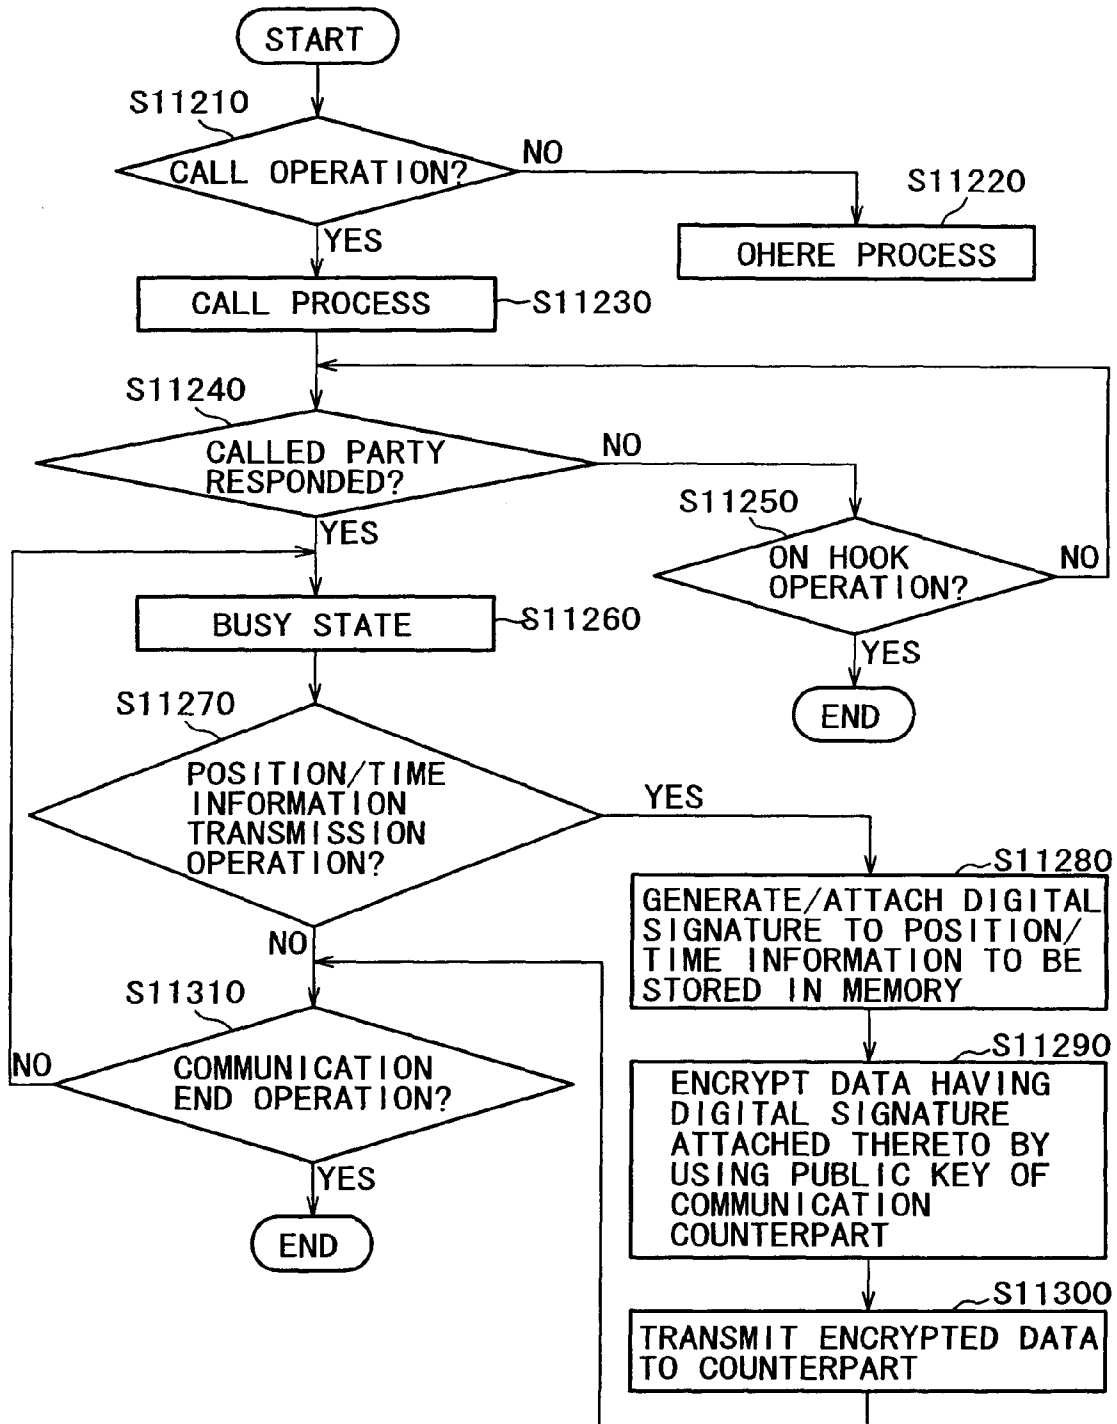 START
S11210
CALL OPERATION?
NO
S11220
OHERE PROCESS
YES
CALL PROCESS
S11230
S11240
CALLED PARTY
RESPONDED?
NO
YES
S11250
ON HOOK
OPERATION?
NO
YES
END
BUSY STATE
S11260
S11270
POSITION/TIME
INFORMATION
TRANSMISSION
OPERATION?
YES
NO
S11280
GENERATE/ATTACH DIGITAL
SIGNATURE TO POSITION/
TIME INFORMATION TO BE
STORED IN MEMORY
S11290
ENCRYPT DATA HAVING
DIGITAL SIGNATURE
ATTACHED THERETO BY
USING PUBLIC KEY OF
COMMUNICATION
COUNTERPART
S11300
TRANSMIT ENCRYPTED DATA
TO COUNTERPART
S11310
COMMUNICATION
END OPERATION?
NO
YES
END